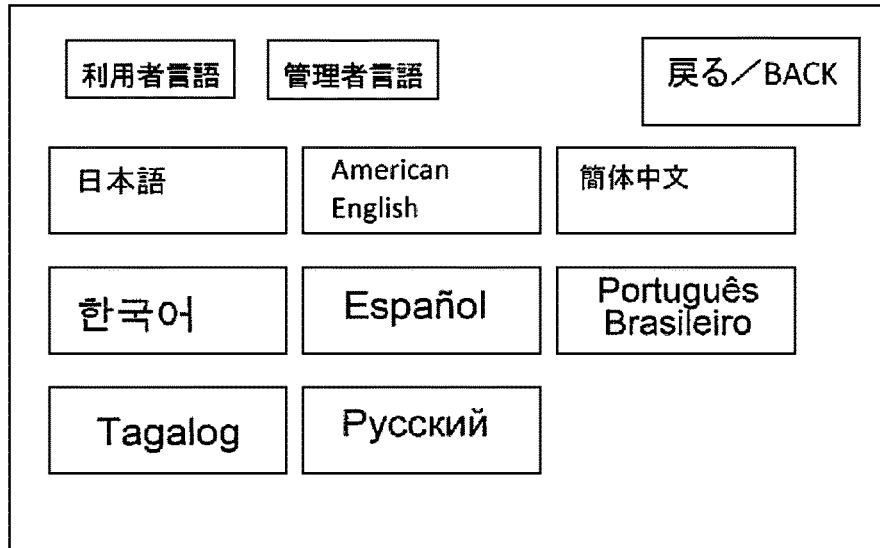 利用者言語
管理者言語
戻る／BACK
日本語
American
English
簡体中文
한국어
Español
Português
Brasileiro
Tagalog
Русский